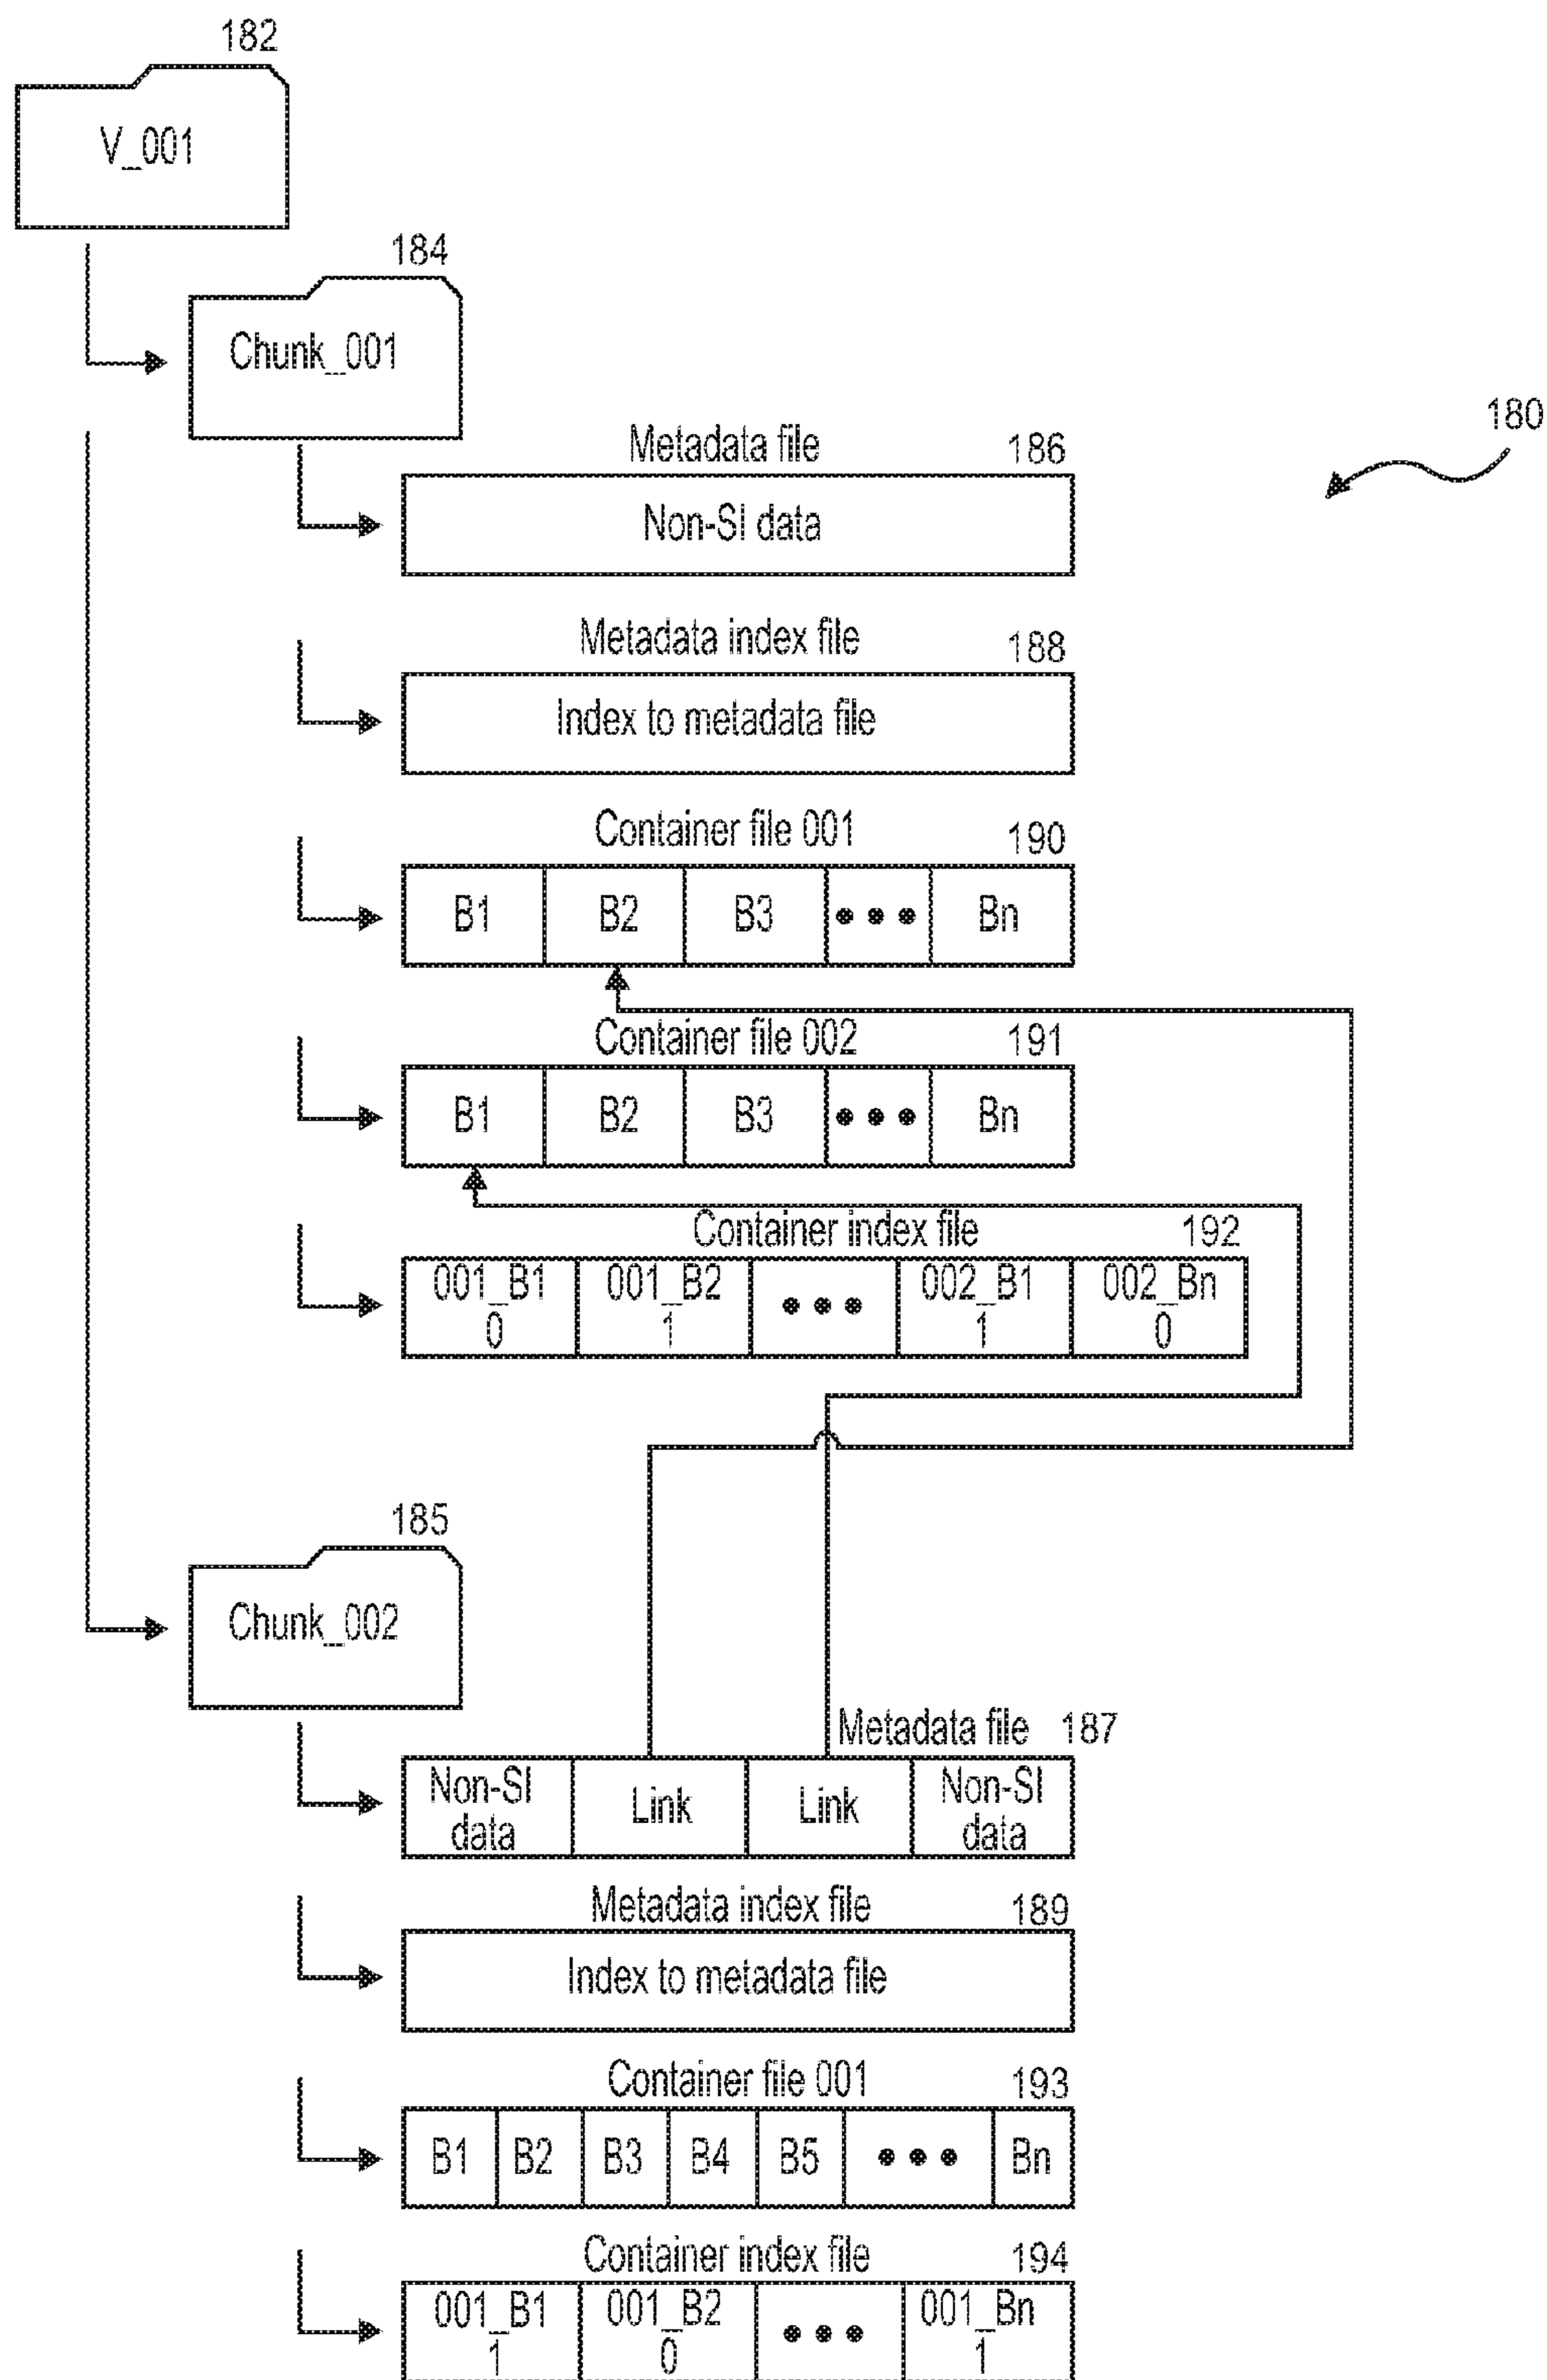 182
V_001
184
Chunk_001
180
Metadata file 186
Non-SI data
Metadata index file 188
Index to metadata file
Container file 001 190
B1 B2 B3 ••• Bn
Container file 002 191
B1 B2 B3 ••• Bn
Container index file 192
001_B1 001_B2 ••• 002_B1 002_Bn
0 1 1 0
185
Chunk_002
Metadata file 187
Non-SI Link Link Non-SI
data data
Metadata index file 189
Index to metadata file
Container file 001 193
B1 B2 B3 B4 B5 ••• Bn
Container index file 194
001_B1 001_B2 ••• 001_Bn
1 0 1